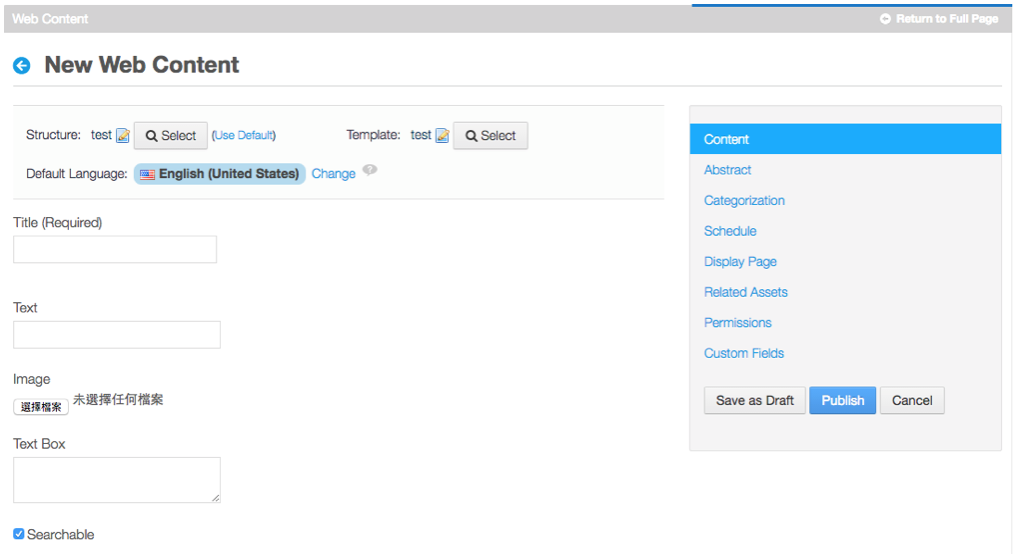 Web Content
Return to Full Page
New Web Content
Structure: test Select (Use Default) Template: test Select
Default Language: English (United States) Change
Title (Required)
Text
Image
選擇檔案 未選擇任何檔案
Text Box
Searchable
Content
Abstract
Categorization
Schedule
Display Page
Related Assets
Permissions
Custom Fields
Save as Draft Publish Cancel